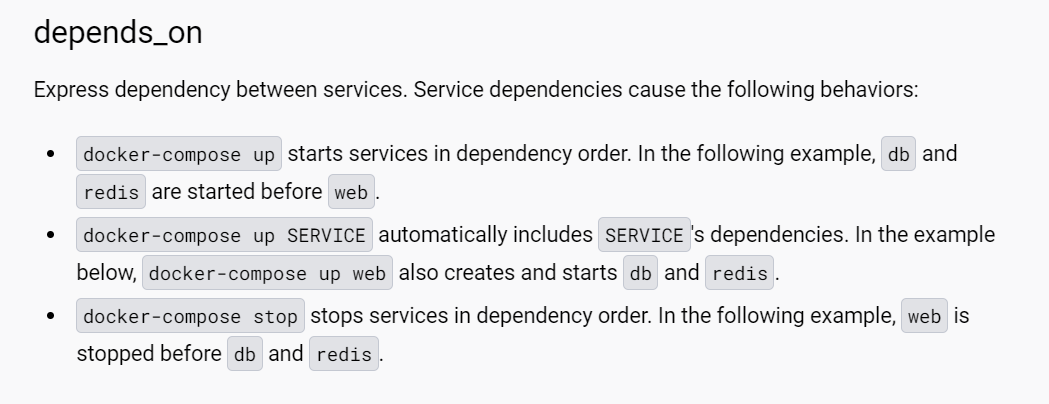 depends_on
Express dependency between services. Service dependencies cause the following behaviors:
• docker-compose up starts services in dependency order. In the following example, db and
redis are started before web.
• docker-compose up SERVICE automatically includes SERVICE's dependencies. In the example
below, docker-compose up web also creates and starts db and redis.
• docker-compose stop stops services in dependency order. In the following example, web is
stopped before db and redis.